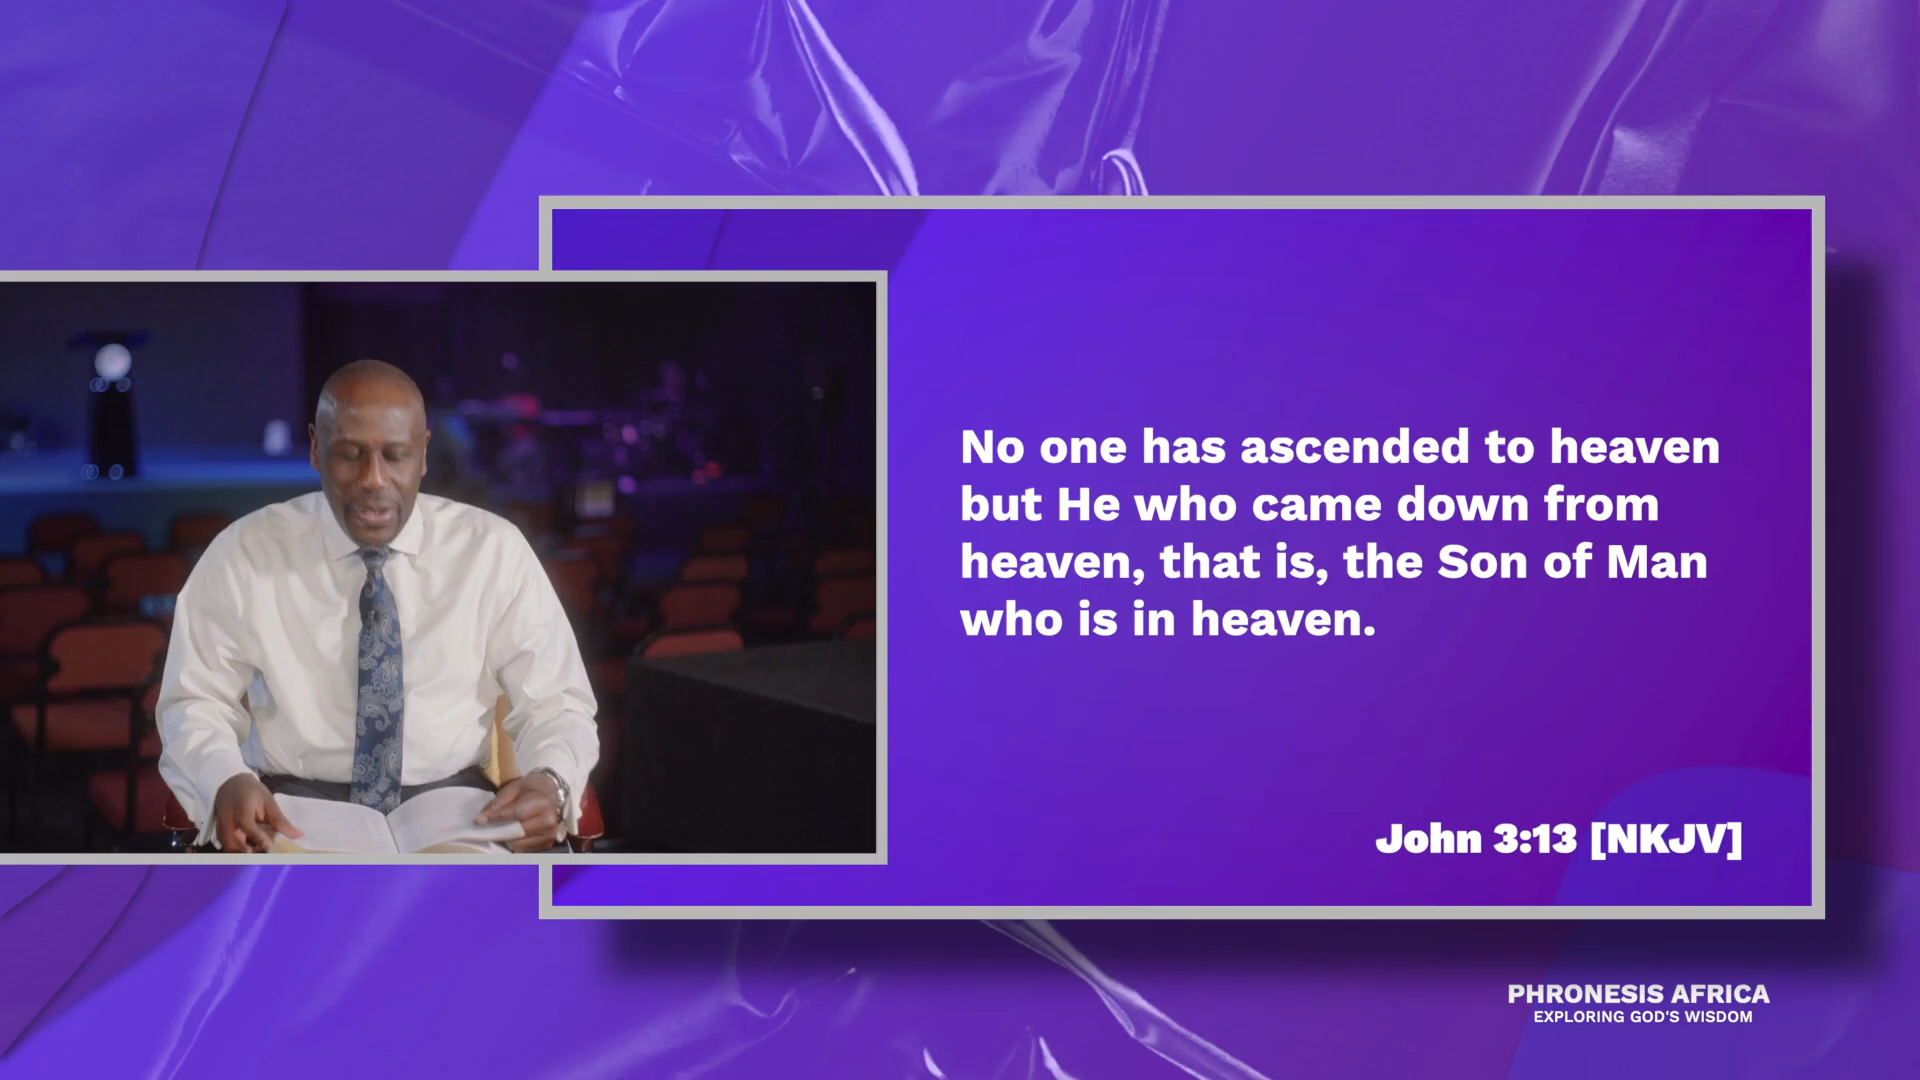 No one has ascended to heaven
but He who came down from
heaven, that is, the Son of Man
who is in heaven.
John 3:13 [NKJV]
PHRONESIS AFRICA
EXPLORING GOD'S WISDOM